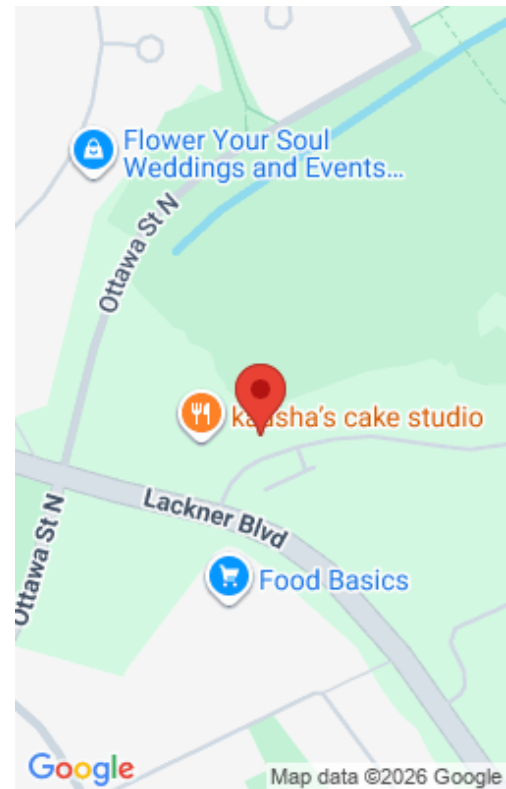 Flower Your Soul
Weddings and Events...
Ottawa St N
kausha's cake studio
Lackner Blvd
Ottawa St N
Food Basics
Google
Map data ©2026 Google